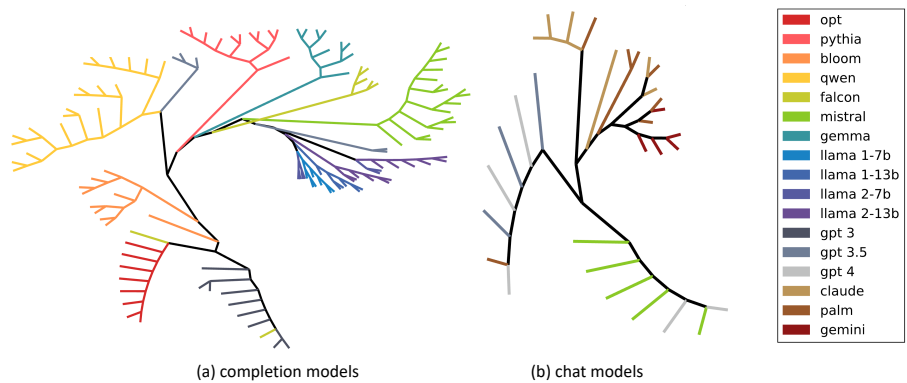 opt
pythia
bloom
qwen
falcon
mistral
gemma
llama 1-7b
llama 1-13b
llama 2-7b
llama 2-13b
gpt 3
gpt 3.5
gpt 4
claude
palm
gemini
(a) completion models
(b) chat models